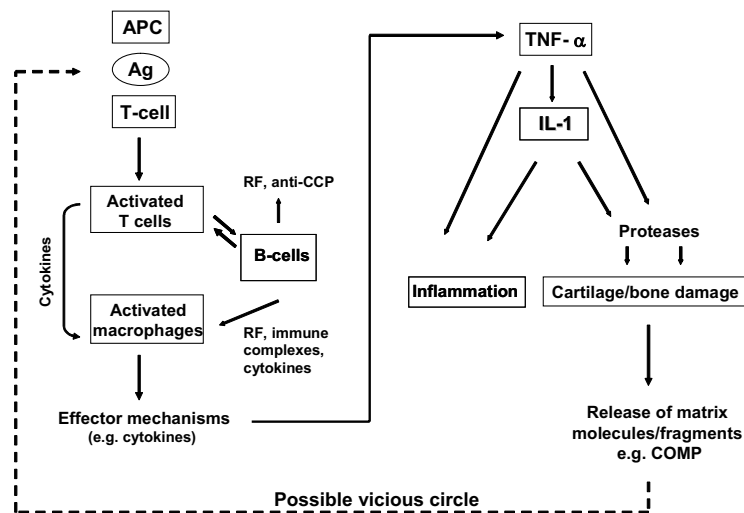 APC
Ag
T-cell
Activated
T cells
Cytokines
RF, anti-CCP
B-cells
Activated
macrophages
RF, immune
complexes,
cytokines
Effector mechanisms
(e.g. cytokines)
TNF- α
IL-1
Proteases
Inflammation
Cartilage/bone damage
Release of matrix
molecules/fragments
e.g. COMP
Possible vicious circle